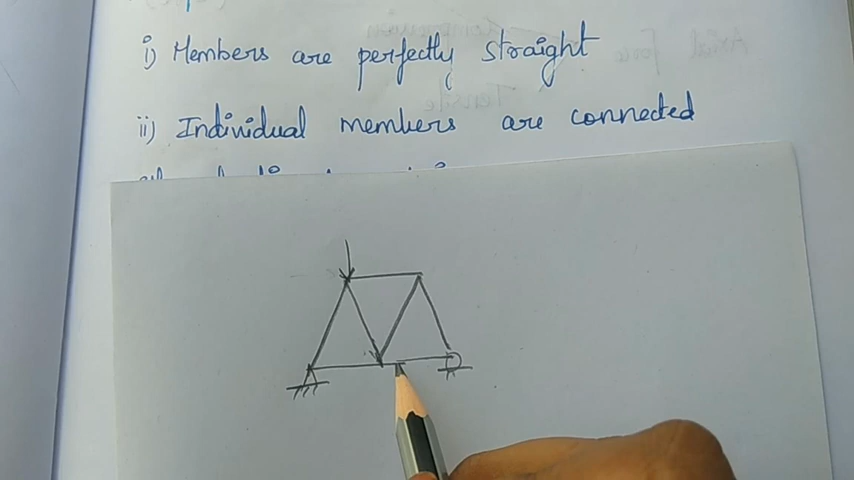 i) Members are perfectly straight
ii) Individual members are connected